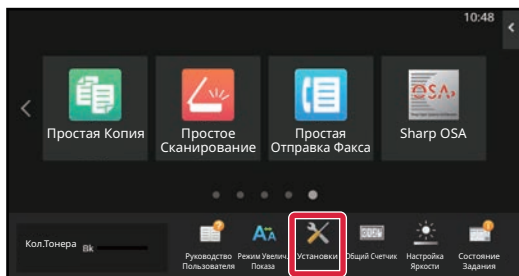 10:48
Простая Копия
Простое
Сканирование
Простая
Отправка Факса
Sharp OSA
OSA
Кол.Тонера
Bk
Руководство
Пользователя
Режим Увелич.
Показа
Установки
Общий Счетчик
Настройка
Яркости
Состояние
Задания